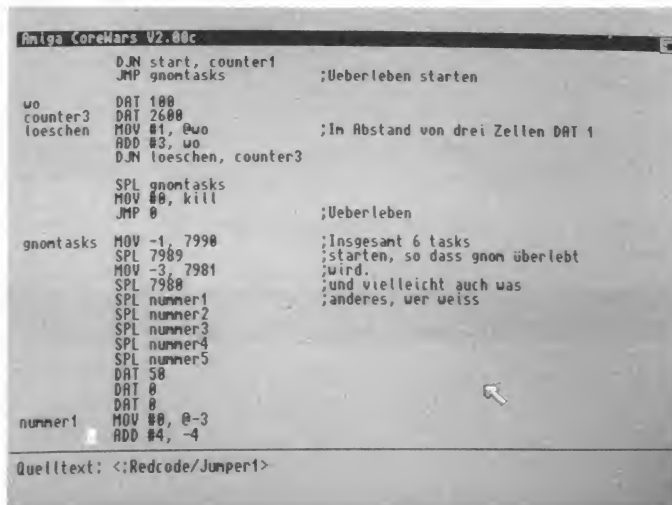 Amiga CoreWars V2.00c
DJN start, counter1
JMP gnomtasks ;Ueberleben starten
wo DAT 100
counter3 DAT 2600
loeschen MOV #1, @wo ;In Abstand von drei Zellen DAT 1
ADD #3, wo
DJN loeschen, counter3
SPL gnomtasks
MOV #0, kill
JMP 0 ;Ueberleben
gnomtasks MOV -1, 7990 ;Insgesamt 6 tasks
SPL 7989 ;starten, so dass gnom überlebt
MOV -3, 7981 ;wird.
SPL 7980 ;und vielleicht auch was
SPL nummer1 ;anderes, wer weiss
SPL nummer2
SPL nummer3
SPL nummer4
SPL nummer5
DAT 50
DAT 0
DAT 0
nummer1 MOV #0, @-3
ADD #4, -4
Quelltext: <:Redcode/Jumper1>